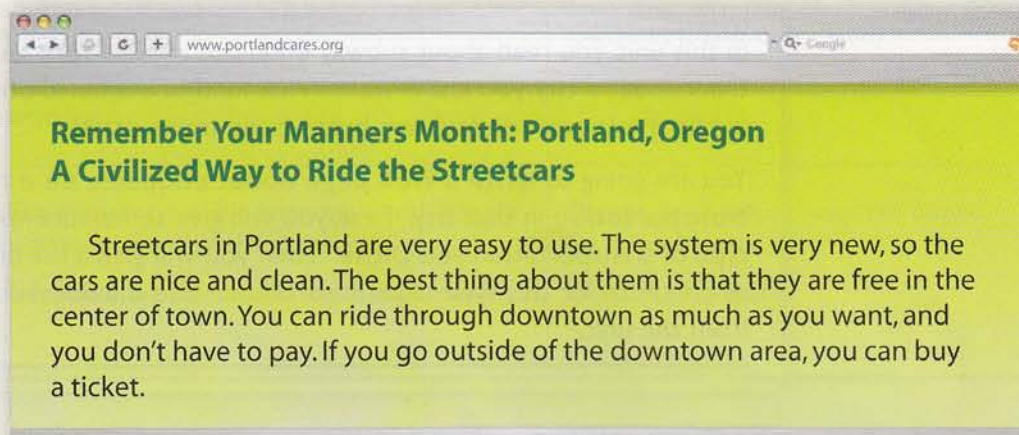 www.portlandcares.org
Google
Remember Your Manners Month: Portland, Oregon
A Civilized Way to Ride the Streetcars
Streetcars in Portland are very easy to use. The system is very new, so the
cars are nice and clean. The best thing about them is that they are free in the
center of town. You can ride through downtown as much as you want, and
you don't have to pay. If you go outside of the downtown area, you can buy
a ticket.